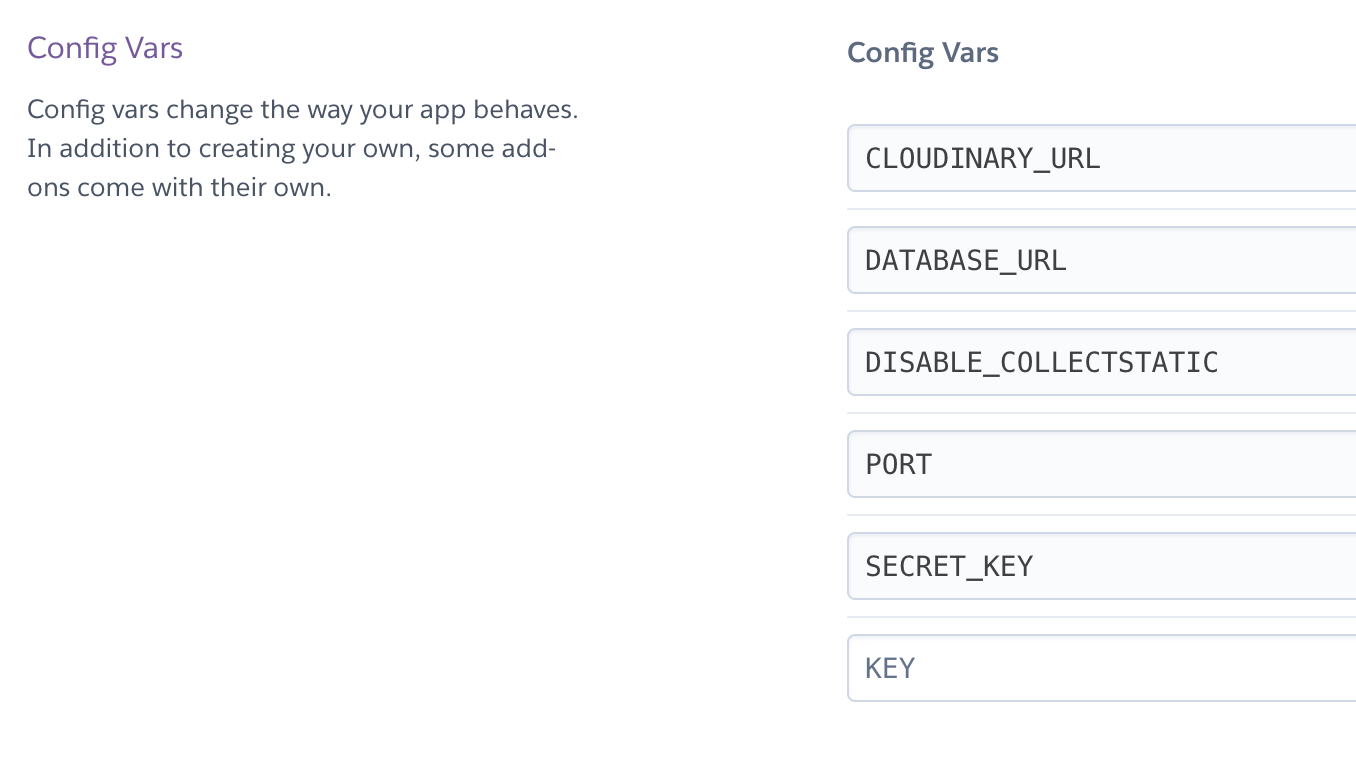 Config Vars
Config vars change the way your app behaves.
In addition to creating your own, some add-
ons come with their own.
Config Vars
CLOUDINARY_URL
DATABASE_URL
DISABLE_COLLECTSTATIC
PORT
SECRET_KEY
KEY